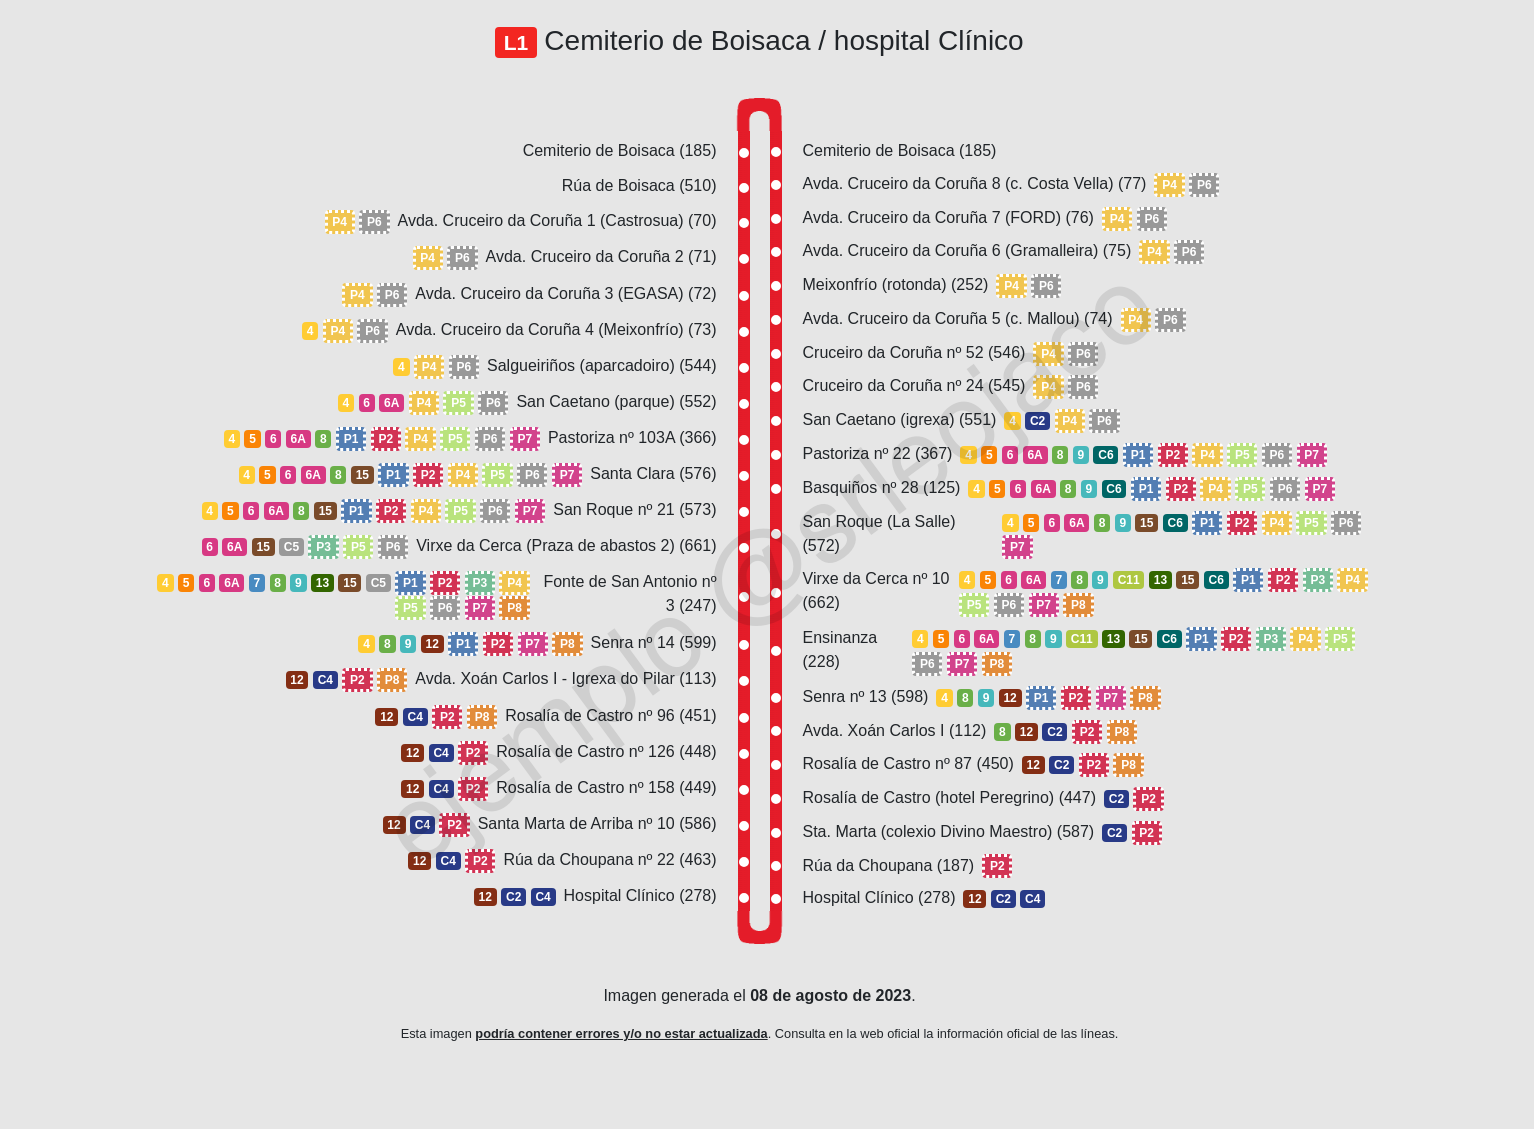 L1 Cemiterio de Boisaca / hospital Clínico
Cemiterio de Boisaca (185)
Rúa de Boisaca (510)
P4 P6 Avda. Cruceiro da Coruña 1 (Castrosua) (70)
P4 P6 Avda. Cruceiro da Coruña 2 (71)
P4 P6 Avda. Cruceiro da Coruña 3 (EGASA) (72)
4 P4 P6 Avda. Cruceiro da Coruña 4 (Meixonfrío) (73)
4 P4 P6 Salgueiriños (aparcadoiro) (544)
4 6 6A P4 P5 P6 San Caetano (parque) (552)
4 5 6 6A 8 P1 P2 P4 P5 P6 P7 Pastoriza nº 103A (366)
4 5 6 6A 8 15 P1 P2 P4 P5 P6 P7 Santa Clara (576)
4 5 6 6A 8 15 P1 P2 P4 P5 P6 P7 San Roque nº 21 (573)
6 6A 15 C5 P3 P5 P6 Virxe da Cerca (Praza de abastos 2) (661)
4 5 6 6A 7 8 9 13 15 C5 P1 P2 P3 P4 Fonte de San Antonio nº
P5 P6 P7 P8 3 (247)
4 8 9 12 P1 P2 P7 P8 Senra nº 14 (599)
12 C4 P2 P8 Avda. Xoán Carlos I - Igrexa do Pilar (113)
12 C4 P2 P8 Rosalía de Castro nº 96 (451)
12 C4 P2 Rosalía de Castro nº 126 (448)
12 C4 P2 Rosalía de Castro nº 158 (449)
12 C4 P2 Santa Marta de Arriba nº 10 (586)
12 C4 P2 Rúa da Choupana nº 22 (463)
12 C2 C4 Hospital Clínico (278)
Cemiterio de Boisaca (185)
Avda. Cruceiro da Coruña 8 (c. Costa Vella) (77) P4 P6
Avda. Cruceiro da Coruña 7 (FORD) (76) P4 P6
Avda. Cruceiro da Coruña 6 (Gramalleira) (75) P4 P6
Meixonfrío (rotonda) (252) P4 P6
Avda. Cruceiro da Coruña 5 (c. Mallou) (74) P4 P6
Cruceiro da Coruña nº 52 (546) P4 P6
Cruceiro da Coruña nº 24 (545) P4 P6
San Caetano (igrexa) (551) 4 C2 P4 P6
Pastoriza nº 22 (367) 4 5 6 6A 8 9 C6 P1 P2 P4 P5 P6 P7
Basquiños nº 28 (125) 4 5 6 6A 8 9 C6 P1 P2 P4 P5 P6 P7
San Roque (La Salle) 4 5 6 6A 8 9 15 C6 P1 P2 P4 P5 P6
(572) P7
Virxe da Cerca nº 10 4 5 6 6A 7 8 9 C11 13 15 C6 P1 P2 P3 P4
(662) P5 P6 P7 P8
Ensinanza 4 5 6 6A 7 8 9 C11 13 15 C6 P1 P2 P3 P4 P5
(228) P6 P7 P8
Senra nº 13 (598) 4 8 9 12 P1 P2 P7 P8
Avda. Xoán Carlos I (112) 8 12 C2 P2 P8
Rosalía de Castro nº 87 (450) 12 C2 P2 P8
Rosalía de Castro (hotel Peregrino) (447) C2 P2
Sta. Marta (colexio Divino Maestro) (587) C2 P2
Rúa da Choupana (187) P2
Hospital Clínico (278) 12 C2 C4
ejemplo @srleojaco
Imagen generada el 08 de agosto de 2023.
Esta imagen podría contener errores y/o no estar actualizada. Consulta en la web oficial la información oficial de las líneas.